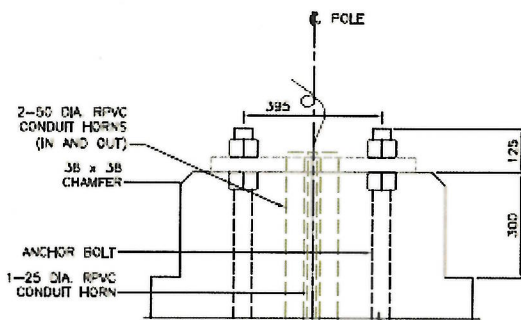 ℄ POLE
395
2-50 DIA. RPVC
CONDUIT HORNS
(IN AND OUT)
38 x 38
CHAMFER
125
300
ANCHOR BOLT
1-25 DIA. RPVC
CONDUIT HORN